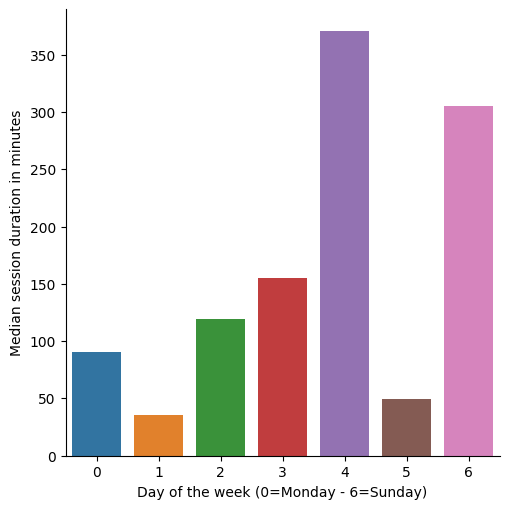 Median session duration in minutes
350
300
250
200
150
100
50
0
0 1 2 3 4 5 6
Day of the week (0=Monday - 6=Sunday)